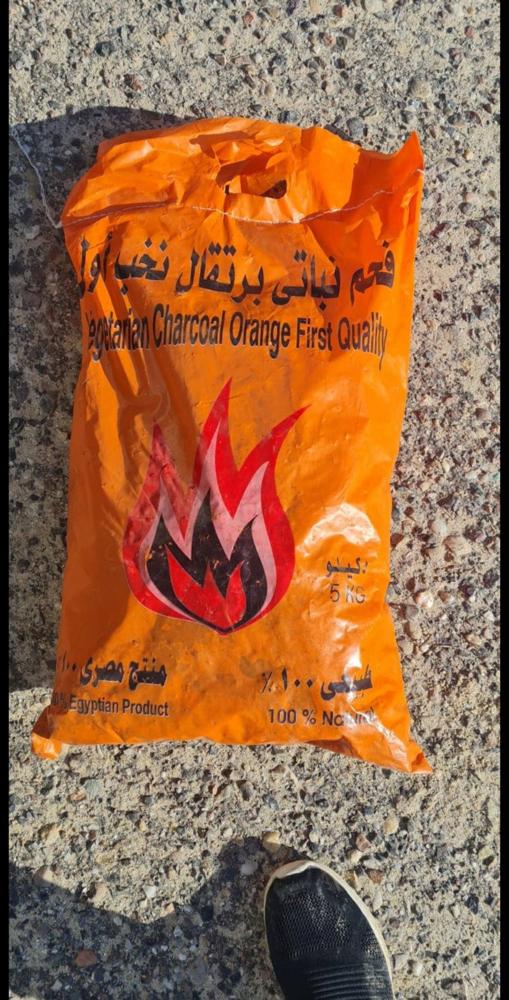 فحم نباتى برتقال نخب أول
Vegetarian Charcoal Orange First Quality
كيلو
5 KG
منتج مصرى ١٠٠
% Egyptian Product
طبيعى ١٠٠ ٪
100 % Natural